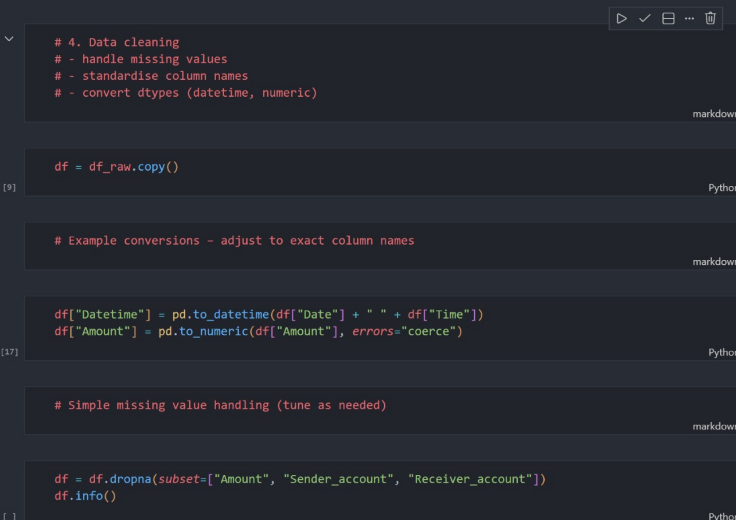 # 4. Data cleaning
# - handle missing values
# - standardise column names
# - convert dtypes (datetime, numeric)
markdown
df = df_raw.copy()
[9]
Python
# Example conversions – adjust to exact column names
markdown
df["Datetime"] = pd.to_datetime(df["Date"] + " " + df["Time"])
df["Amount"] = pd.to_numeric(df["Amount"], errors="coerce")
[17]
Python
# Simple missing value handling (tune as needed)
markdown
df = df.dropna(subset=["Amount", "Sender_account", "Receiver_account"])
df.info()
[ ]
Python